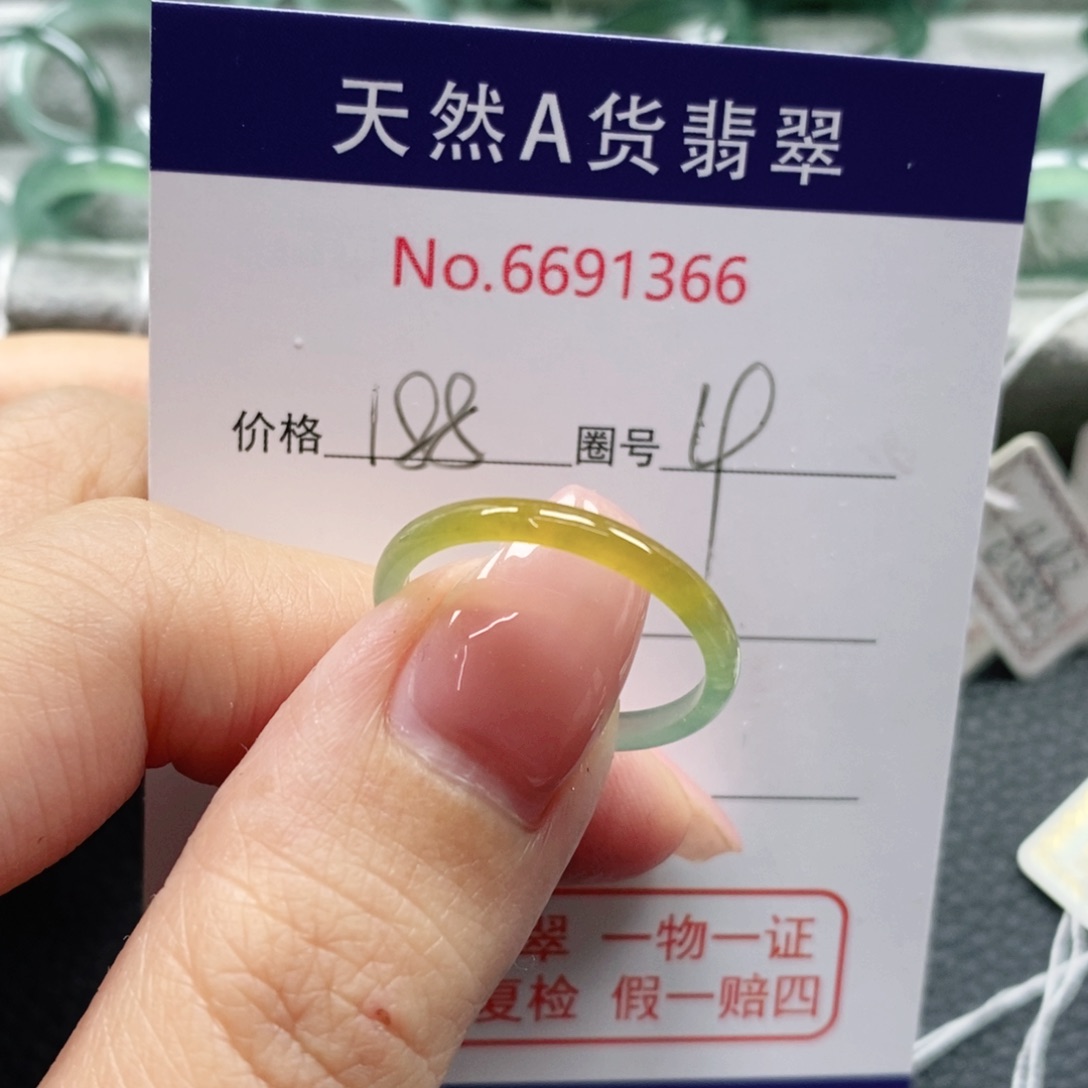 天然A货翡翠
No.6691366
价格 188 圈号 14
翠 一物一证
复检 假一赔四